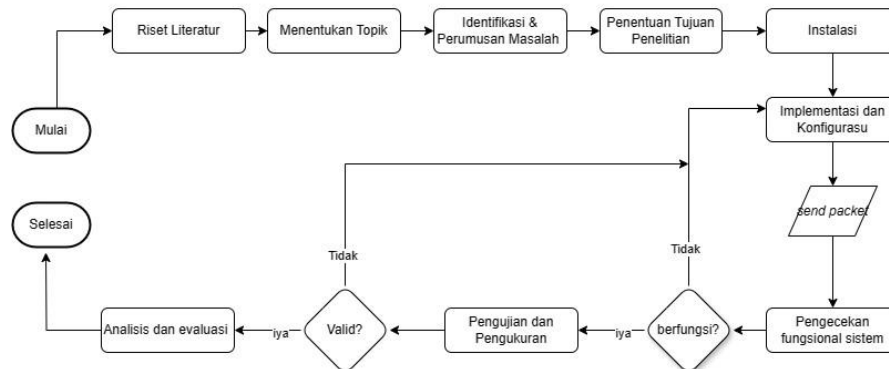 Riset Literatur
Menentukan Topik
Identifikasi &
Perumusan Masalah
Penentuan Tujuan
Penelitian
Instalasi
Mulai
Implementasi dan
Konfigurasu
send packet
Selesai
Tidak
Tidak
Analisis dan evaluasi
iya
Valid?
Pengujian dan
Pengukuran
iya
berfungsi?
Pengecekan
fungsional sistem